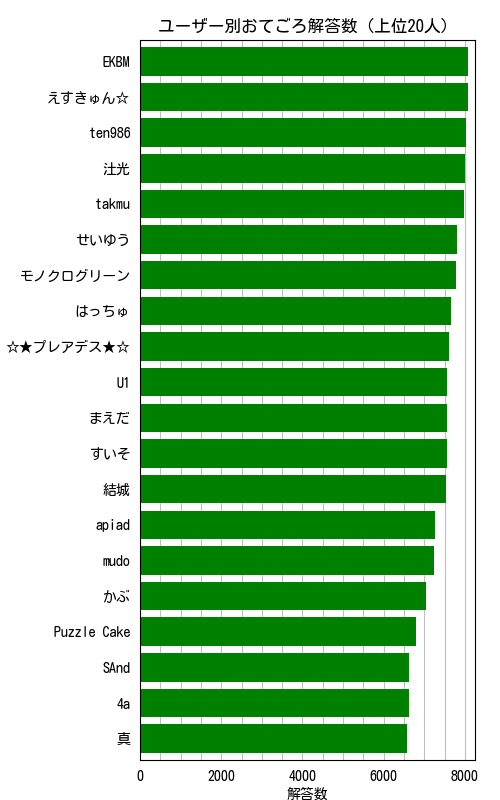 ユーザー別おてごろ解答数（上位20人）
EKBM
えすきゅん☆
ten986
汢光
takmu
せいゆう
モノクログリーン
はっちゅ
☆★プレアデス★☆
U1
まえだ
すいそ
結城
apiad
mudo
かぶ
Puzzle Cake
SAnd
4a
真
0 2000 4000 6000 8000
解答数